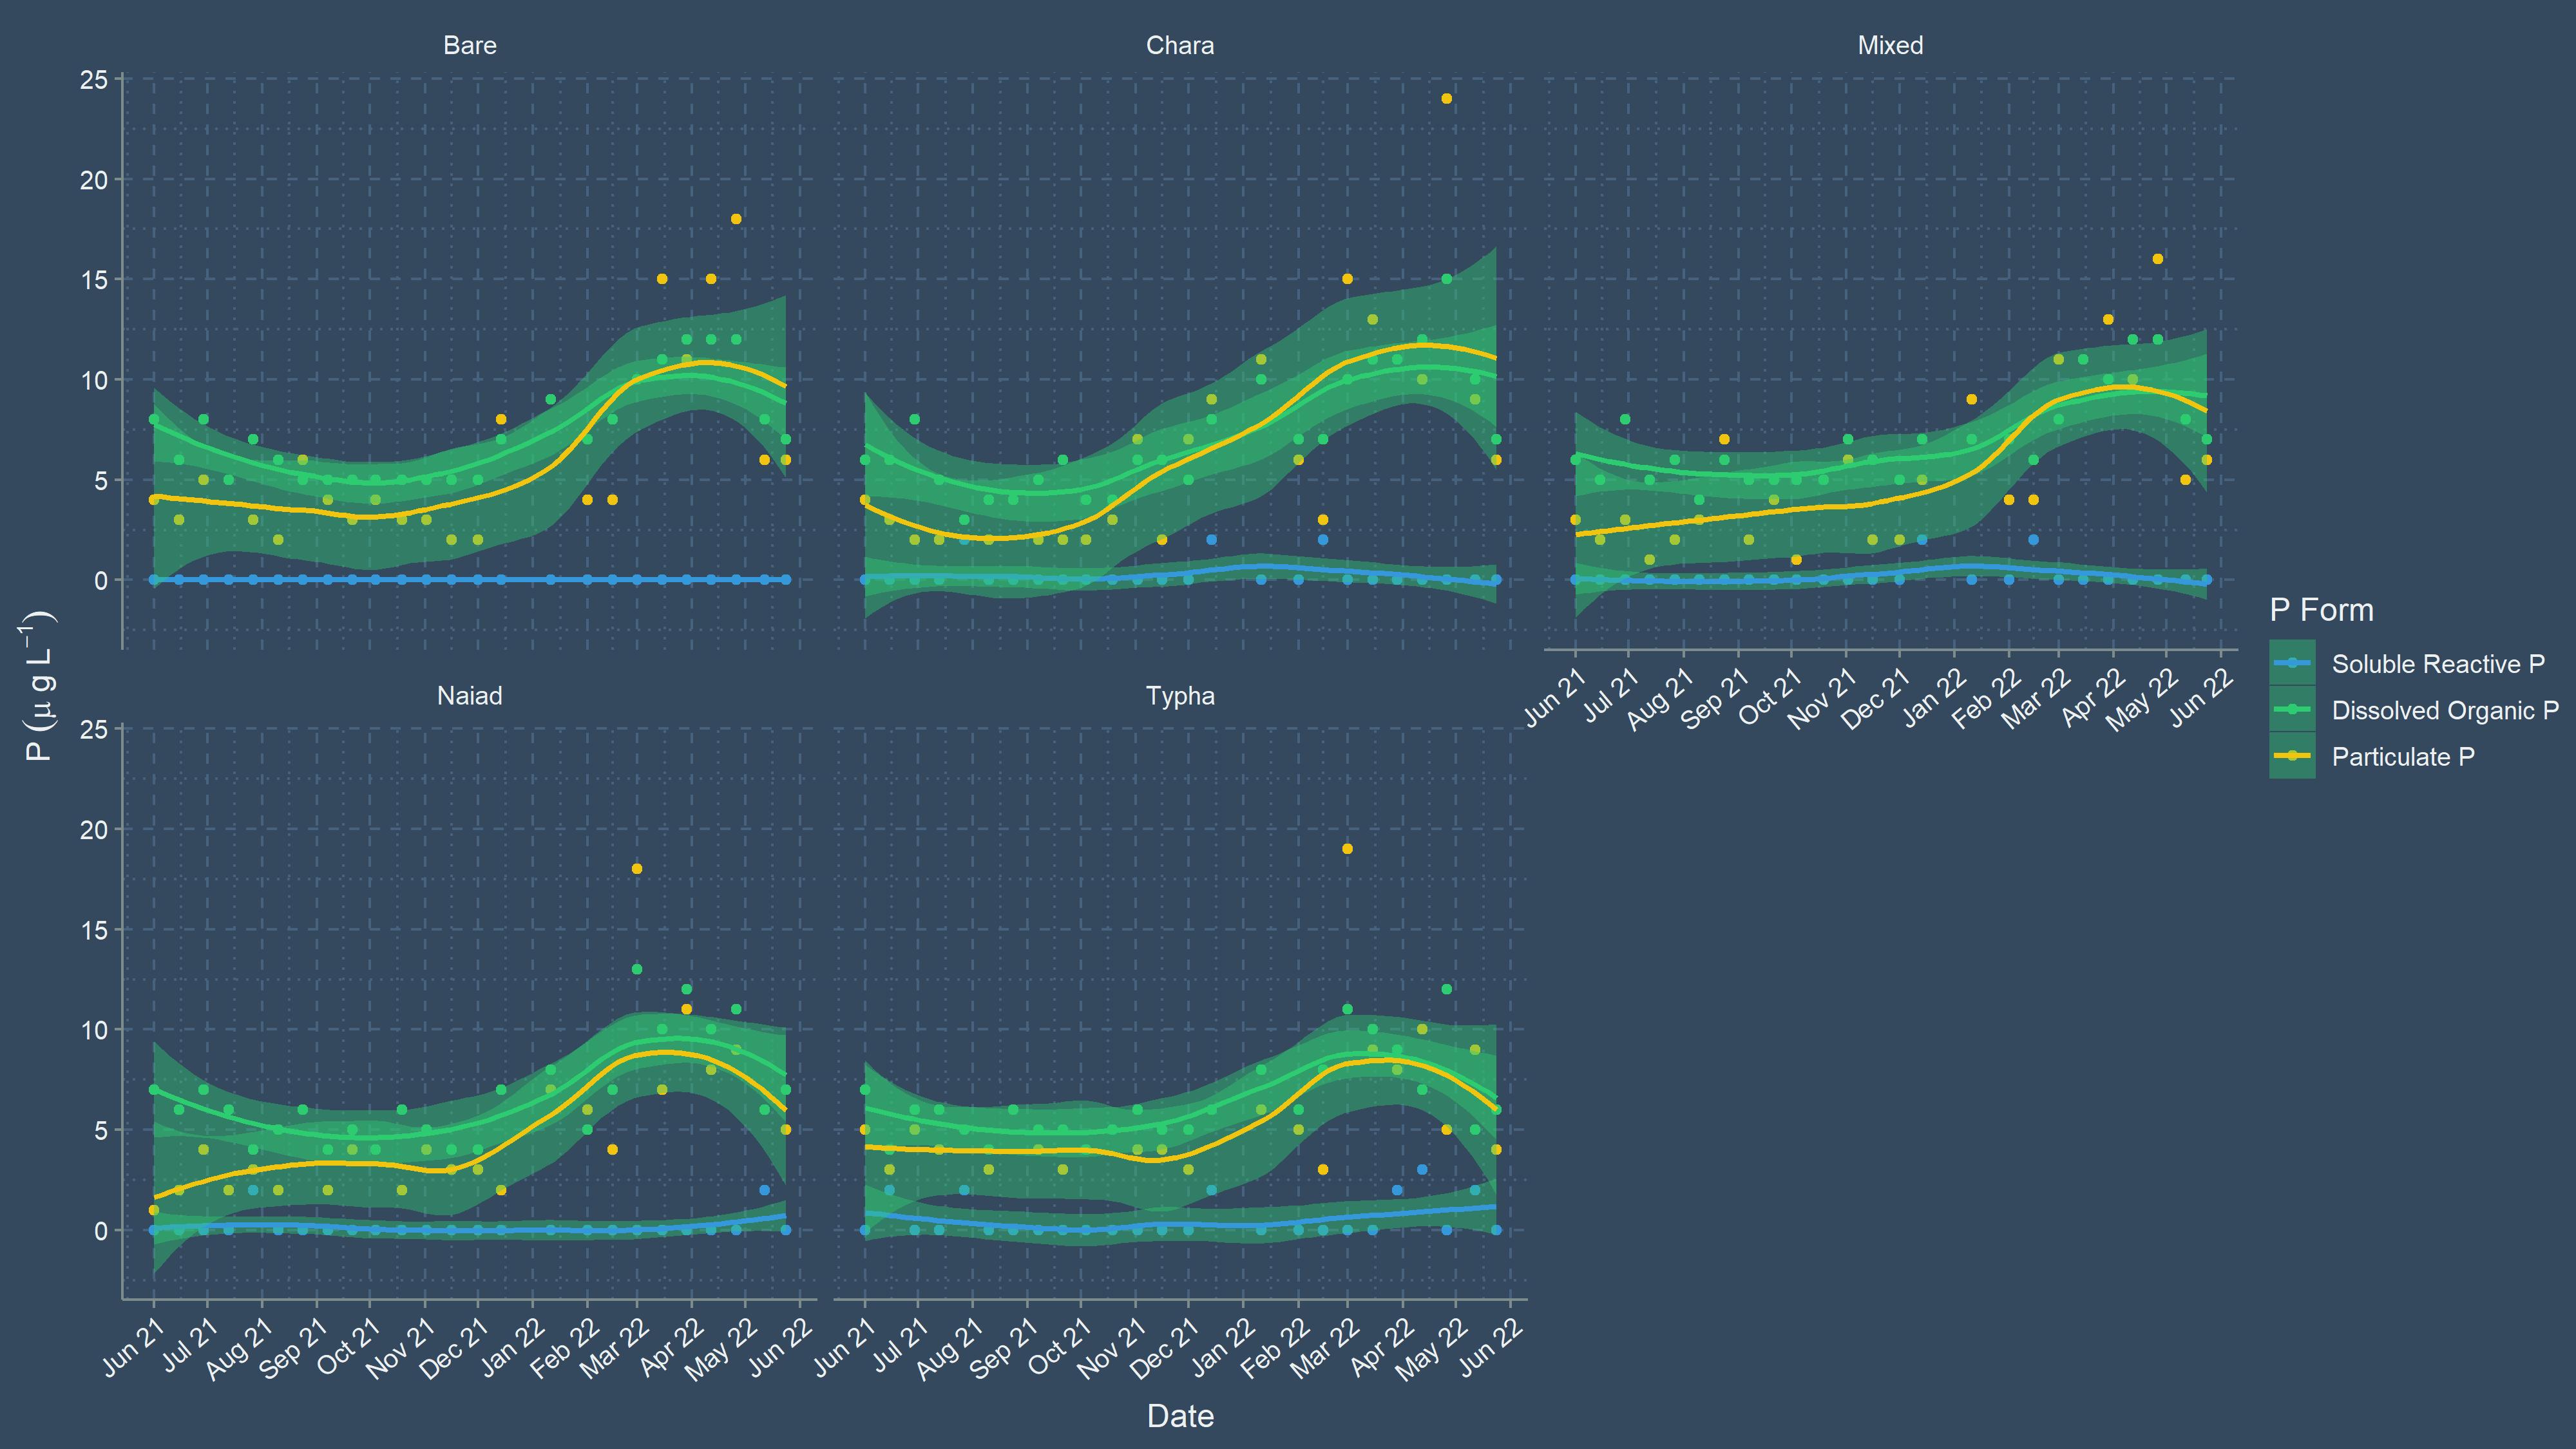 Bare
Chara
Mixed
25
20
15
10
5
0
Jun 21 Jul 21 Aug 21 Sep 21 Oct 21 Nov 21 Dec 21 Jan 22 Feb 22 Mar 22 Apr 22 May 22 Jun 22
P (μ g L⁻¹)
P Form
Soluble Reactive P
Dissolved Organic P
Particulate P
Naiad
Typha
25
20
15
10
5
0
Jun 21 Jul 21 Aug 21 Sep 21 Oct 21 Nov 21 Dec 21 Jan 22 Feb 22 Mar 22 Apr 22 May 22 Jun 22
Jun 21 Jul 21 Aug 21 Sep 21 Oct 21 Nov 21 Dec 21 Jan 22 Feb 22 Mar 22 Apr 22 May 22 Jun 22
Date